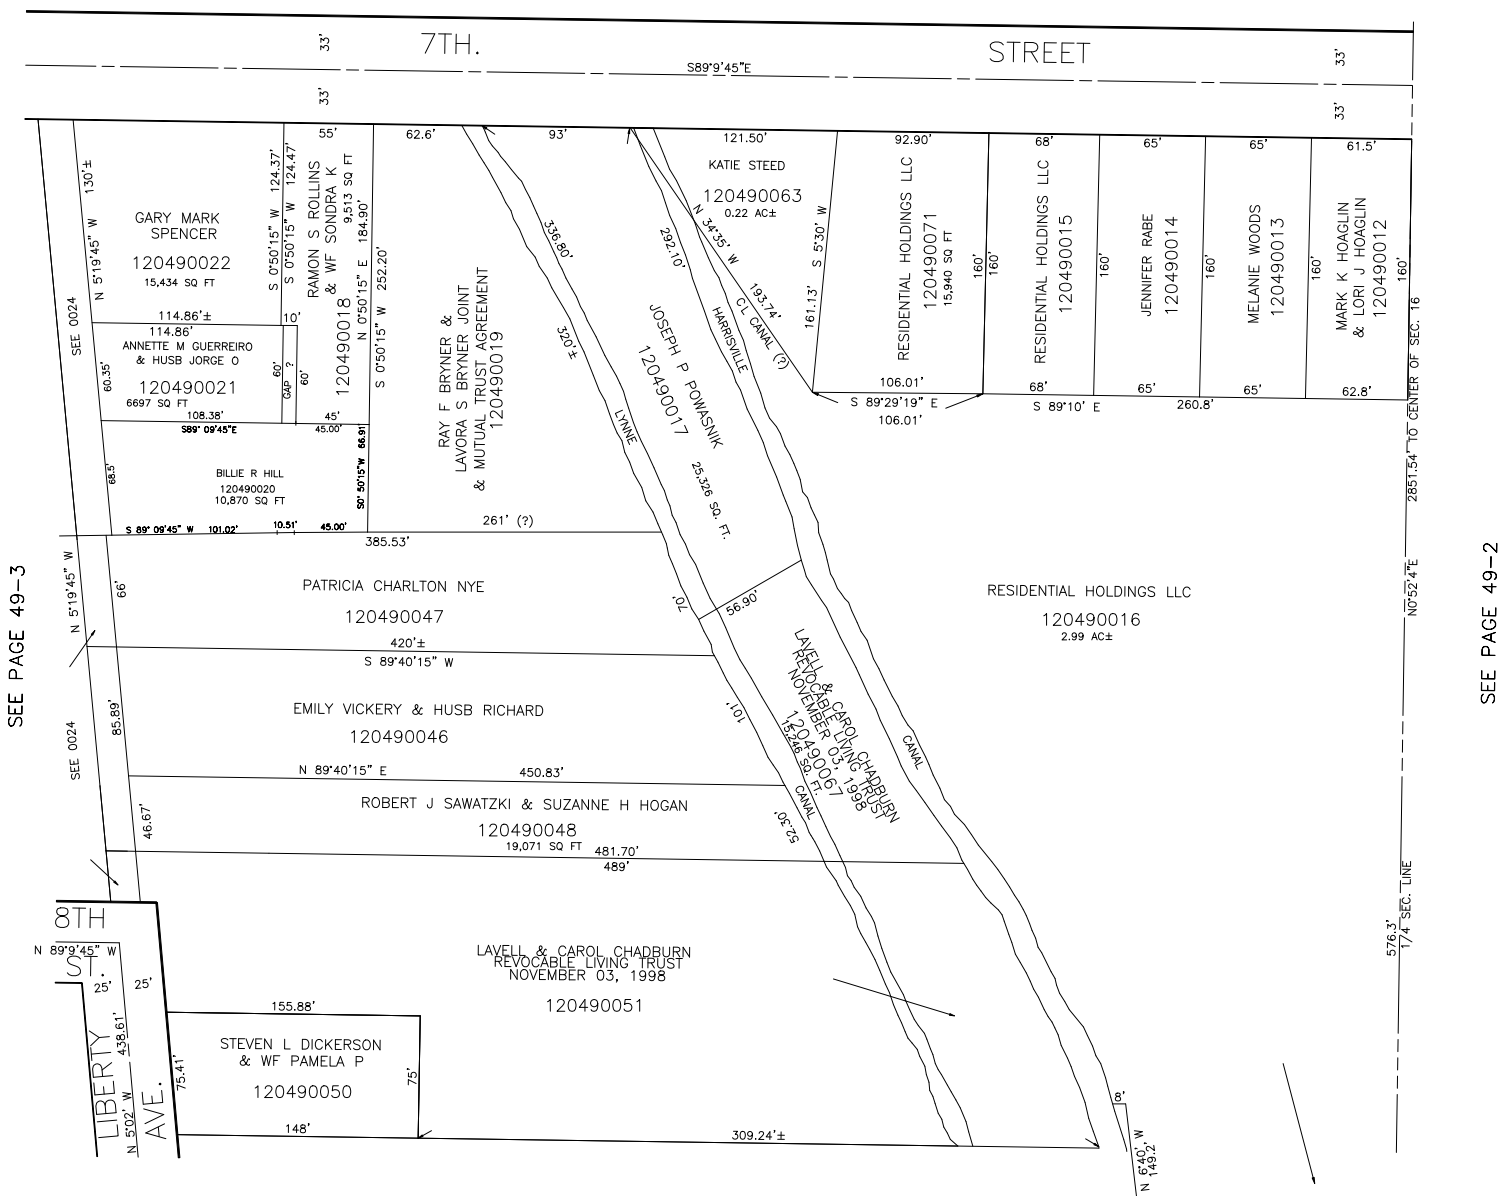 7TH. STREET
33'
33'
33'
33'
S89°9'45"E
55'
62.6'
93'
121.50'
92.90'
68'
65'
65'
61.5'
130'±
N 5°19'45" W
GARY MARK
SPENCER
120490022
15,434 SQ FT
114.86'±
S 0°50'15" W 124.37'
S 0°50'15" W 124.47'
RAMON S ROLLINS
& WF SONDRA K
9,513 SQ FT
120490018
N 0°50'15" E 184.90'
S 0°50'15" W 252.20'
SEE 0024
114.86'
ANNETTE M GUERREIRO
& HUSB JORGE O
120490021
6697 SQ FT
60.35'
108.38'
S89° 09'45"E
10'
60'
GAP ?
60'
45'
45.00'
BILLIE R HILL
120490020
10,870 SQ FT
68.5'
S0° 50'15"W 66.91'
S 89° 09'45" W 101.02'
10.51'
45.00'
RAY F BRYNER &
LAVORA S BRYNER JOINT
& MUTUAL TRUST AGREEMENT
120490019
261' (?)
385.53'
336.80'
320'±
LYNNE
CANAL
JOSEPH P POWASNIK
120490017
25,326 SQ. FT.
292.10'
HARRISVILLE
CANAL
KATIE STEED
120490063
0.22 AC±
N 34°35' W
193.74'
C L CANAL (?)
S 5°30' W
161.13'
RESIDENTIAL HOLDINGS LLC
120490071
15,940 SQ FT
160'
106.01'
S 89°29'19" E
106.01'
RESIDENTIAL HOLDINGS LLC
120490015
160'
68'
JENNIFER RABE
120490014
160'
65'
MELANIE WOODS
120490013
160'
65'
MARK K HOAGLIN
& LORI J HOAGLIN
120490012
160'
160'
62.8'
S 89°10' E
260.8'
2851.54' TO CENTER OF SEC. 16
N0°52'4"E
576.3'
1/4 SEC. LINE
SEE PAGE 49-3
SEE PAGE 49-2
N 5°19'45" W
66'
PATRICIA CHARLTON NYE
120490047
420'±
S 89°40'15" W
70'
56.90'
RESIDENTIAL HOLDINGS LLC
120490016
2.99 AC±
SEE 0024
85.89'
EMILY VICKERY & HUSB RICHARD
120490046
N 89°40'15" E
450.83'
101'
LAVELL & CAROL CHADBURN
REVOCABLE LIVING TRUST
NOVEMBER 03, 1998
120490067
15,246 SQ. FT.
46.67'
ROBERT J SAWATZKI & SUZANNE H HOGAN
120490048
19,071 SQ FT
481.70'
489'
52.30'
8TH
N 89°9'45" W
ST.
25'
25'
LIBERTY
AVE.
438.61'
N 5°02' W
LAVELL & CAROL CHADBURN
REVOCABLE LIVING TRUST
NOVEMBER 03, 1998
120490051
155.88'
STEVEN L DICKERSON
& WF PAMELA P
120490050
75.41'
75'
148'
309.24'±
8'
N 6°40' W
149.2'